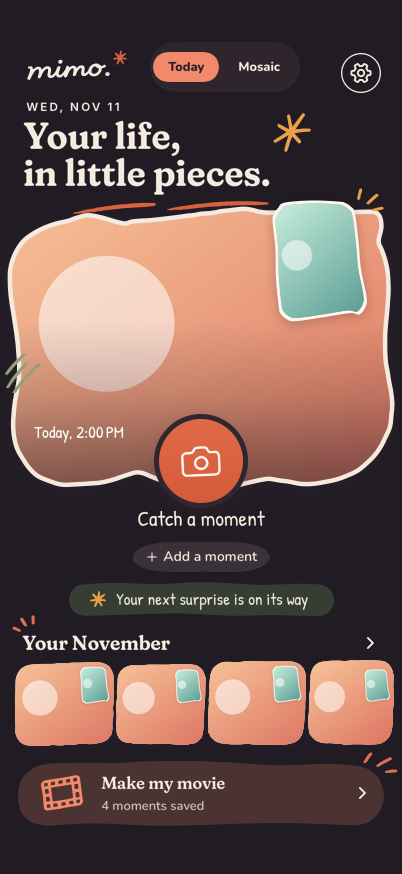 mimo.
Today
Mosaic
WED, NOV 11
Your life,
in little pieces.
Today, 2:00 PM
Catch a moment
+ Add a moment
Your next surprise is on its way
Your November
Make my movie
4 moments saved